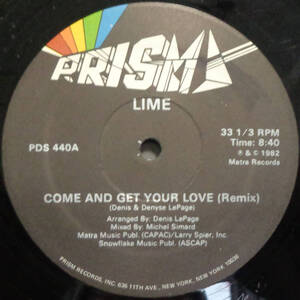 PRISM
LIME
PDS 440A
33 1/3 RPM
Time: 8:40
℗ & © 1982
Matra Records
COME AND GET YOUR LOVE (Remix)
(Denis & Denyse LePage)
Arranged By: Denis LePage
Mixed By: Michel Simard
Matra Music Publ. (CAPAC)/Larry Spier, Inc.
Snowflake Music Publ. (ASCAP)
PRISM RECORDS, INC. 636 11TH AVE., NEW YORK, NEW YORK 10036